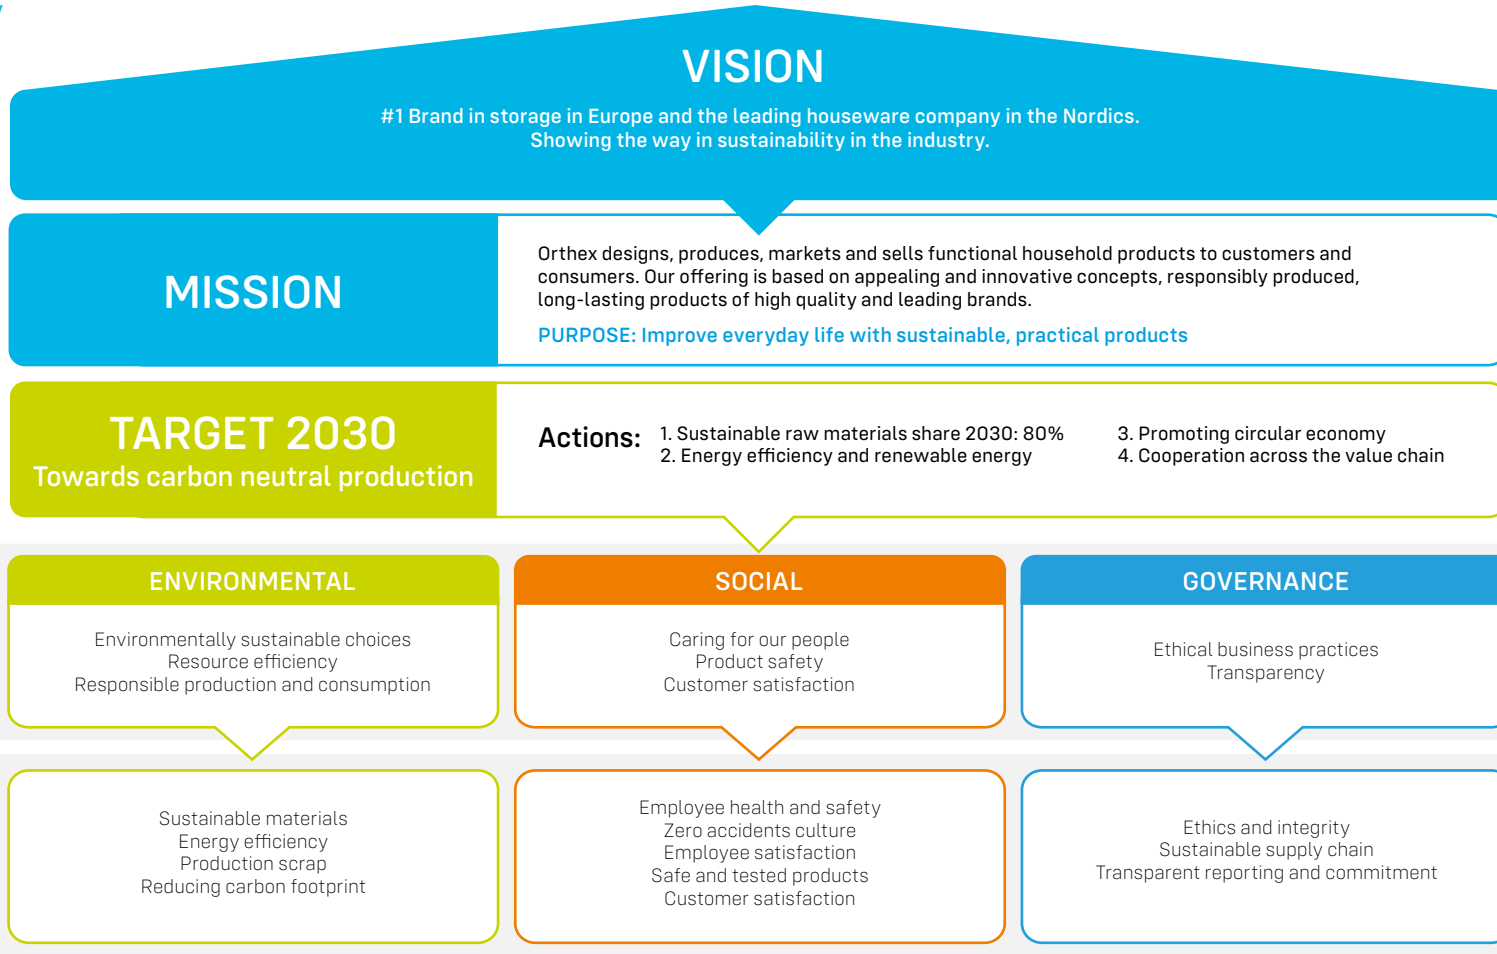 VISION
#1 Brand in storage in Europe and the leading houseware company in the Nordics.
Showing the way in sustainability in the industry.
MISSION
Orthex designs, produces, markets and sells functional household products to customers and
consumers. Our offering is based on appealing and innovative concepts, responsibly produced,
long-lasting products of high quality and leading brands.
PURPOSE: Improve everyday life with sustainable, practical products
TARGET 2030
Towards carbon neutral production
Actions:
1. Sustainable raw materials share 2030: 80%
2. Energy efficiency and renewable energy
3. Promoting circular economy
4. Cooperation across the value chain
ENVIRONMENTAL
Environmentally sustainable choices
Resource efficiency
Responsible production and consumption
Sustainable materials
Energy efficiency
Production scrap
Reducing carbon footprint
SOCIAL
Caring for our people
Product safety
Customer satisfaction
Employee health and safety
Zero accidents culture
Employee satisfaction
Safe and tested products
Customer satisfaction
GOVERNANCE
Ethical business practices
Transparency
Ethics and integrity
Sustainable supply chain
Transparent reporting and commitment